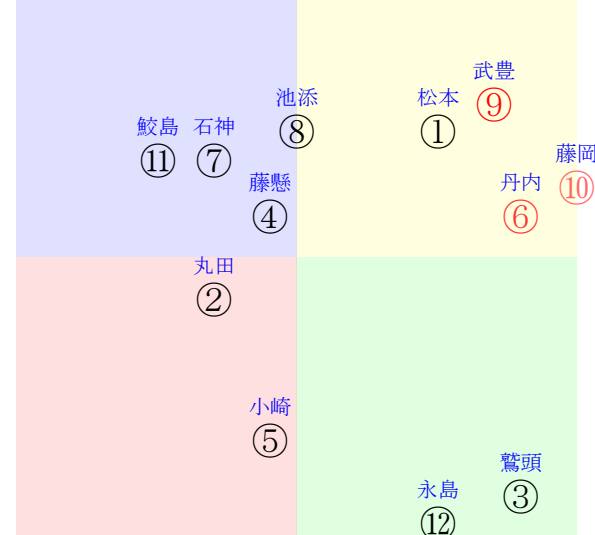 武豊
⑨
池添
⑧
松本
①
鮫島
⑪
石神
⑦
藤岡
⑩
藤懸
④
丹内
⑥
丸田
②
小崎
⑤
鷲頭
③
永島
⑫